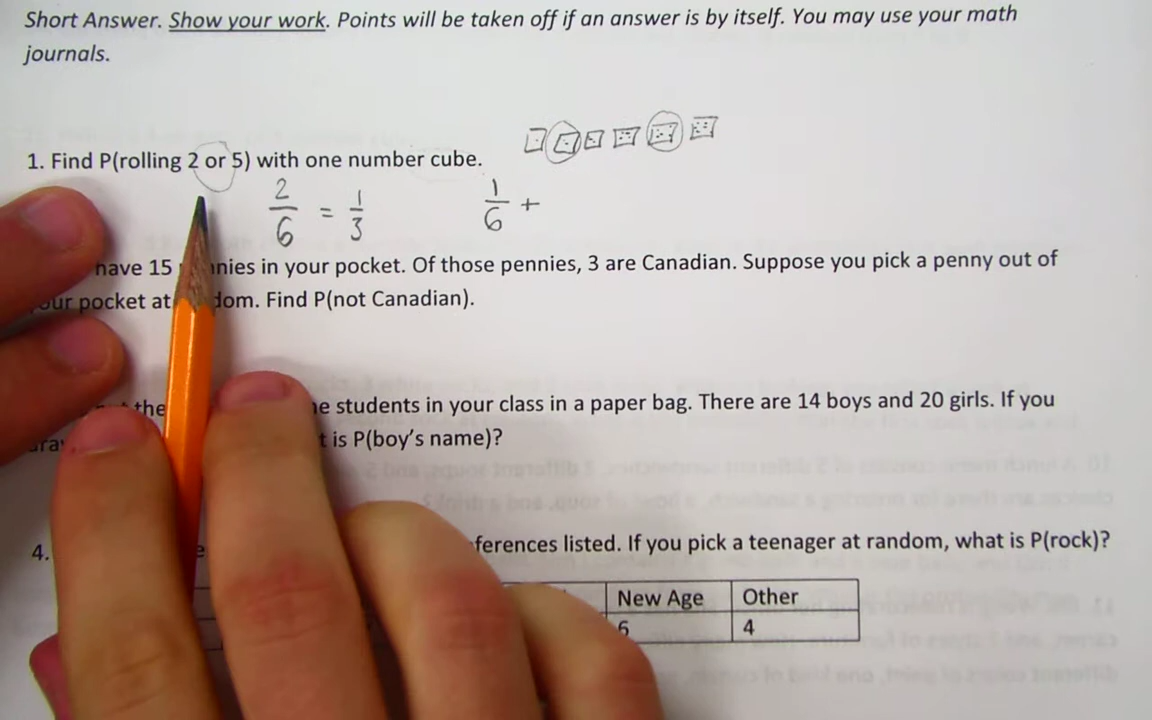 Short Answer. Show your work. Points will be taken off if an answer is by itself. You may use your math
journals.
1. Find P(rolling 2 or 5) with one number cube.
2/6 = 1/3 1/6 +
have 15 pennies in your pocket. Of those pennies, 3 are Canadian. Suppose you pick a penny out of
your pocket at random. Find P(not Canadian).
the students in your class in a paper bag. There are 14 boys and 20 girls. If you
is P(boy's name)?
4. listed. If you pick a teenager at random, what is P(rock)?
New Age Other
6 4